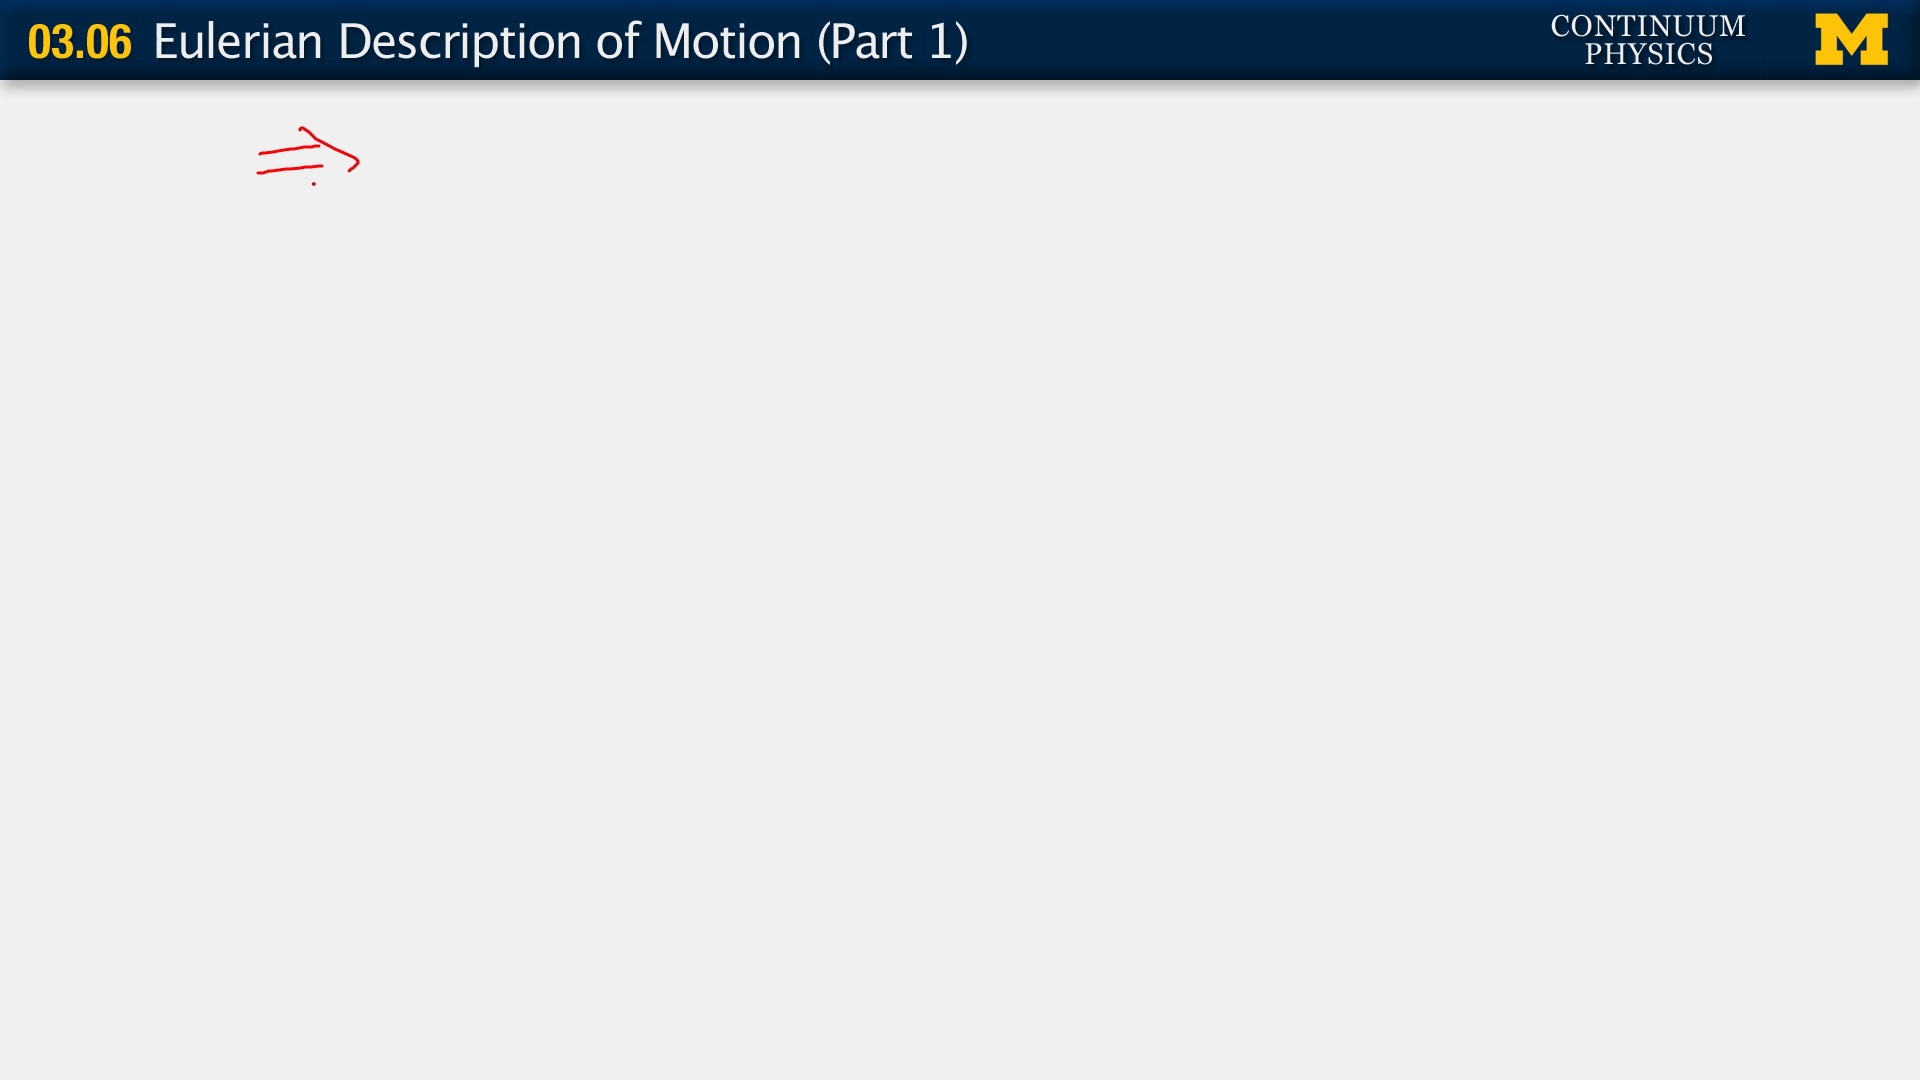 03.06 Eulerian Description of Motion (Part 1)
CONTINUUM
PHYSICS
M
⇒